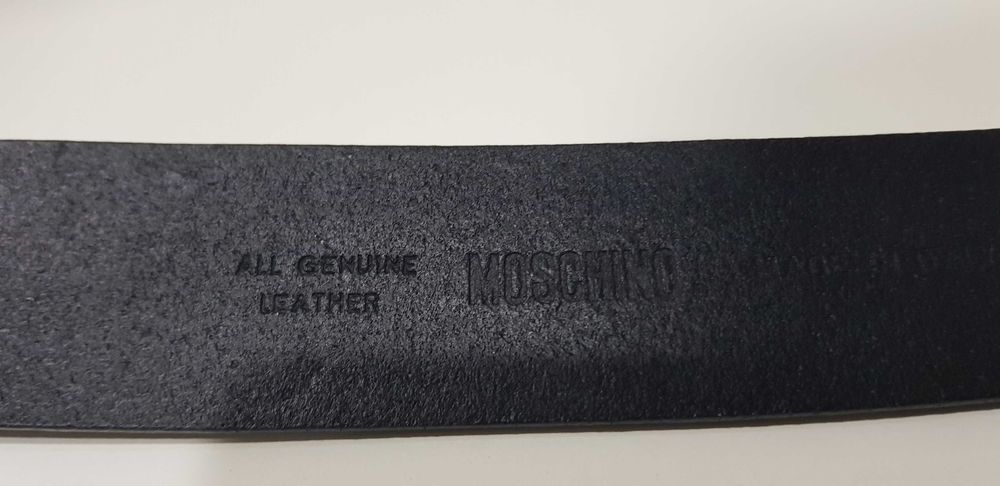 ALL GENUINE
LEATHER
MOSCHINO